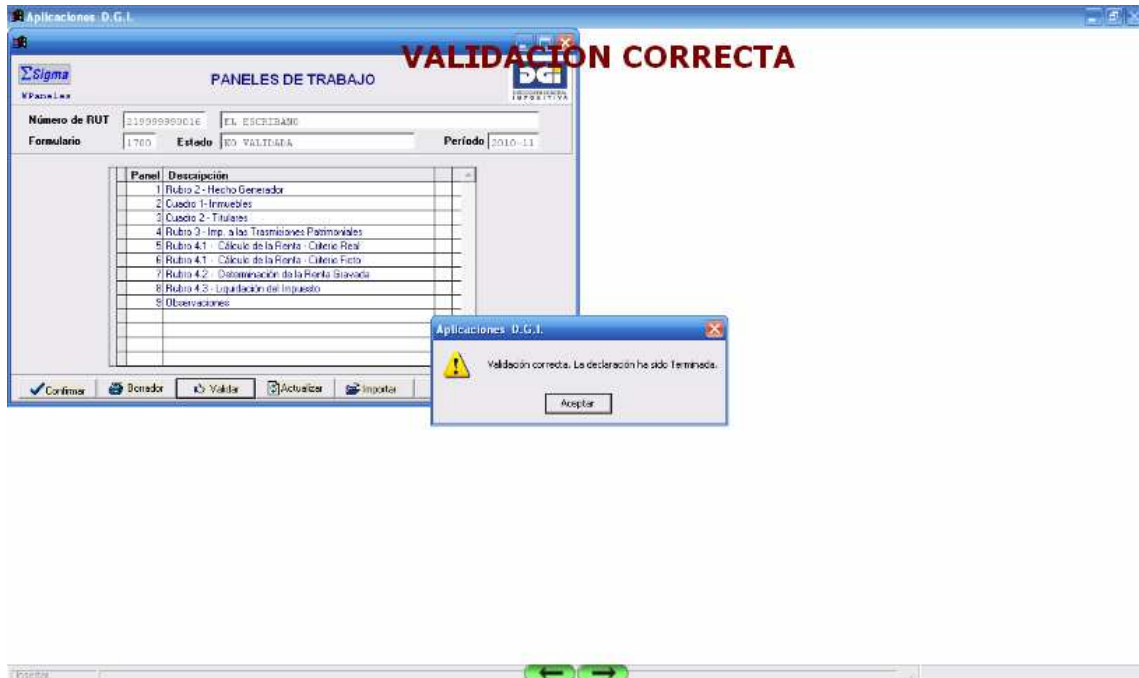 Aplicaciones D.G.I.
VALIDACIÓN CORRECTA
ΣSigma
PANELES DE TRABAJO
DGI
WPaneles
IMPOSITIVA
Número de RUT 219999990016 EL ESCRIBANO
Formulario 1700 Estado NO VALIDADA Período 2010-11
Panel Descripción
1 Rubro 2 - Hecho Generador
2 Cuadro 1- Inmuebles
3 Cuadro 2 - Titulares
4 Rubro 3 - Imp. a las Trasmisiones Patrimoniales
5 Rubro 4.1 - Cálculo de la Renta - Criterio Real
6 Rubro 4.1 - Cálculo de la Renta - Criterio Ficto
7 Rubro 4.2 - Determinación de la Renta Gravada
8 Rubro 4.3 - Liquidación del Impuesto
9 Observaciones
Aplicaciones D.G.I.
Validación correcta. La declaración ha sido Terminada.
Aceptar
Confirmar Borrador Validar Actualizar Importar